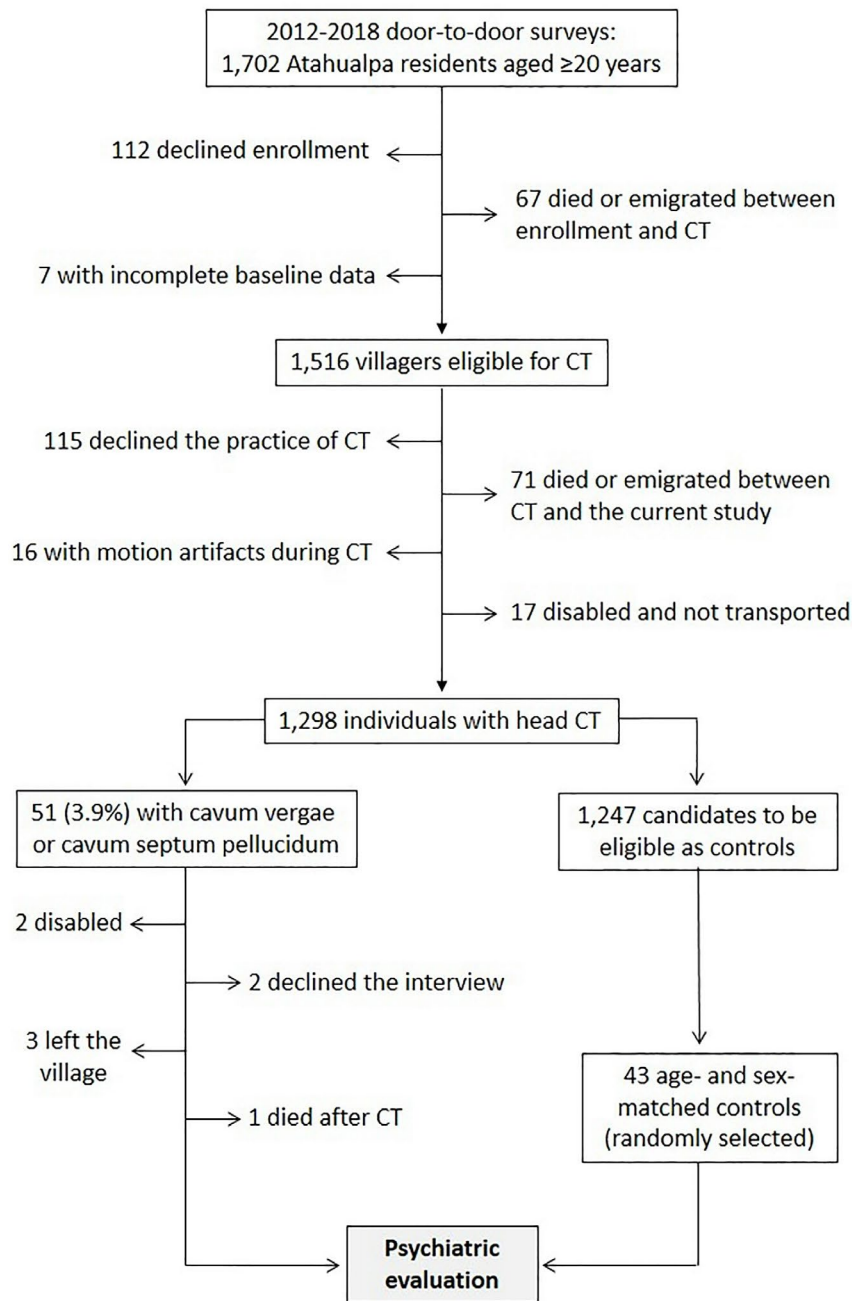 2012-2018 door-to-door surveys:
1,702 Atahualpa residents aged ≥20 years
112 declined enrollment
67 died or emigrated between
enrollment and CT
7 with incomplete baseline data
1,516 villagers eligible for CT
115 declined the practice of CT
71 died or emigrated between
CT and the current study
16 with motion artifacts during CT
17 disabled and not transported
1,298 individuals with head CT
51 (3.9%) with cavum vergae
or cavum septum pellucidum
1,247 candidates to be
eligible as controls
2 disabled
2 declined the interview
3 left the
village
1 died after CT
43 age- and sex-
matched controls
(randomly selected)
Psychiatric
evaluation